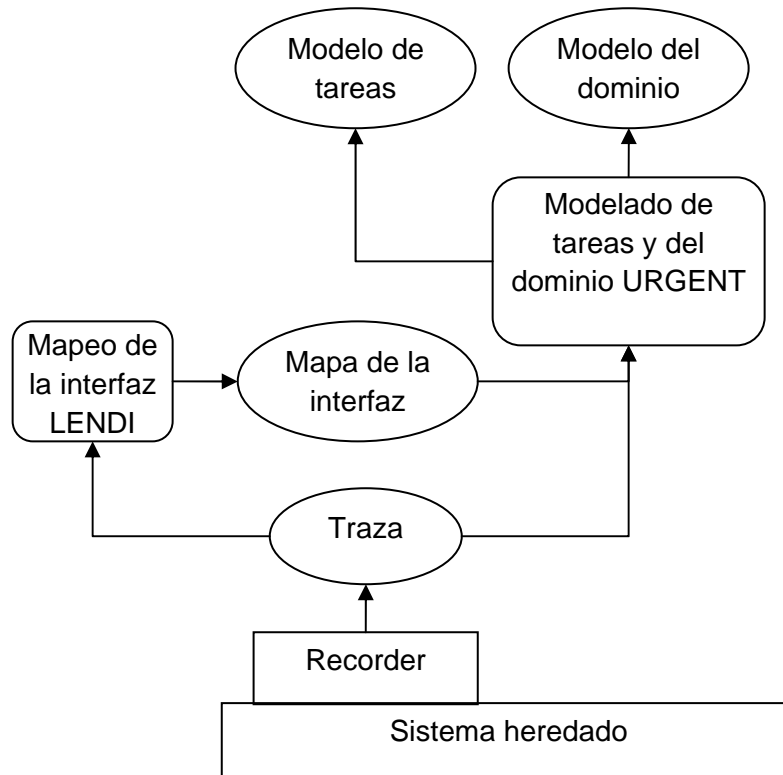 Modelo de
tareas
Modelo del
dominio
Modelado de
tareas y del
dominio URGENT
Mapeo de
la interfaz
LENDI
Mapa de la
interfaz
Traza
Recorder
Sistema heredado